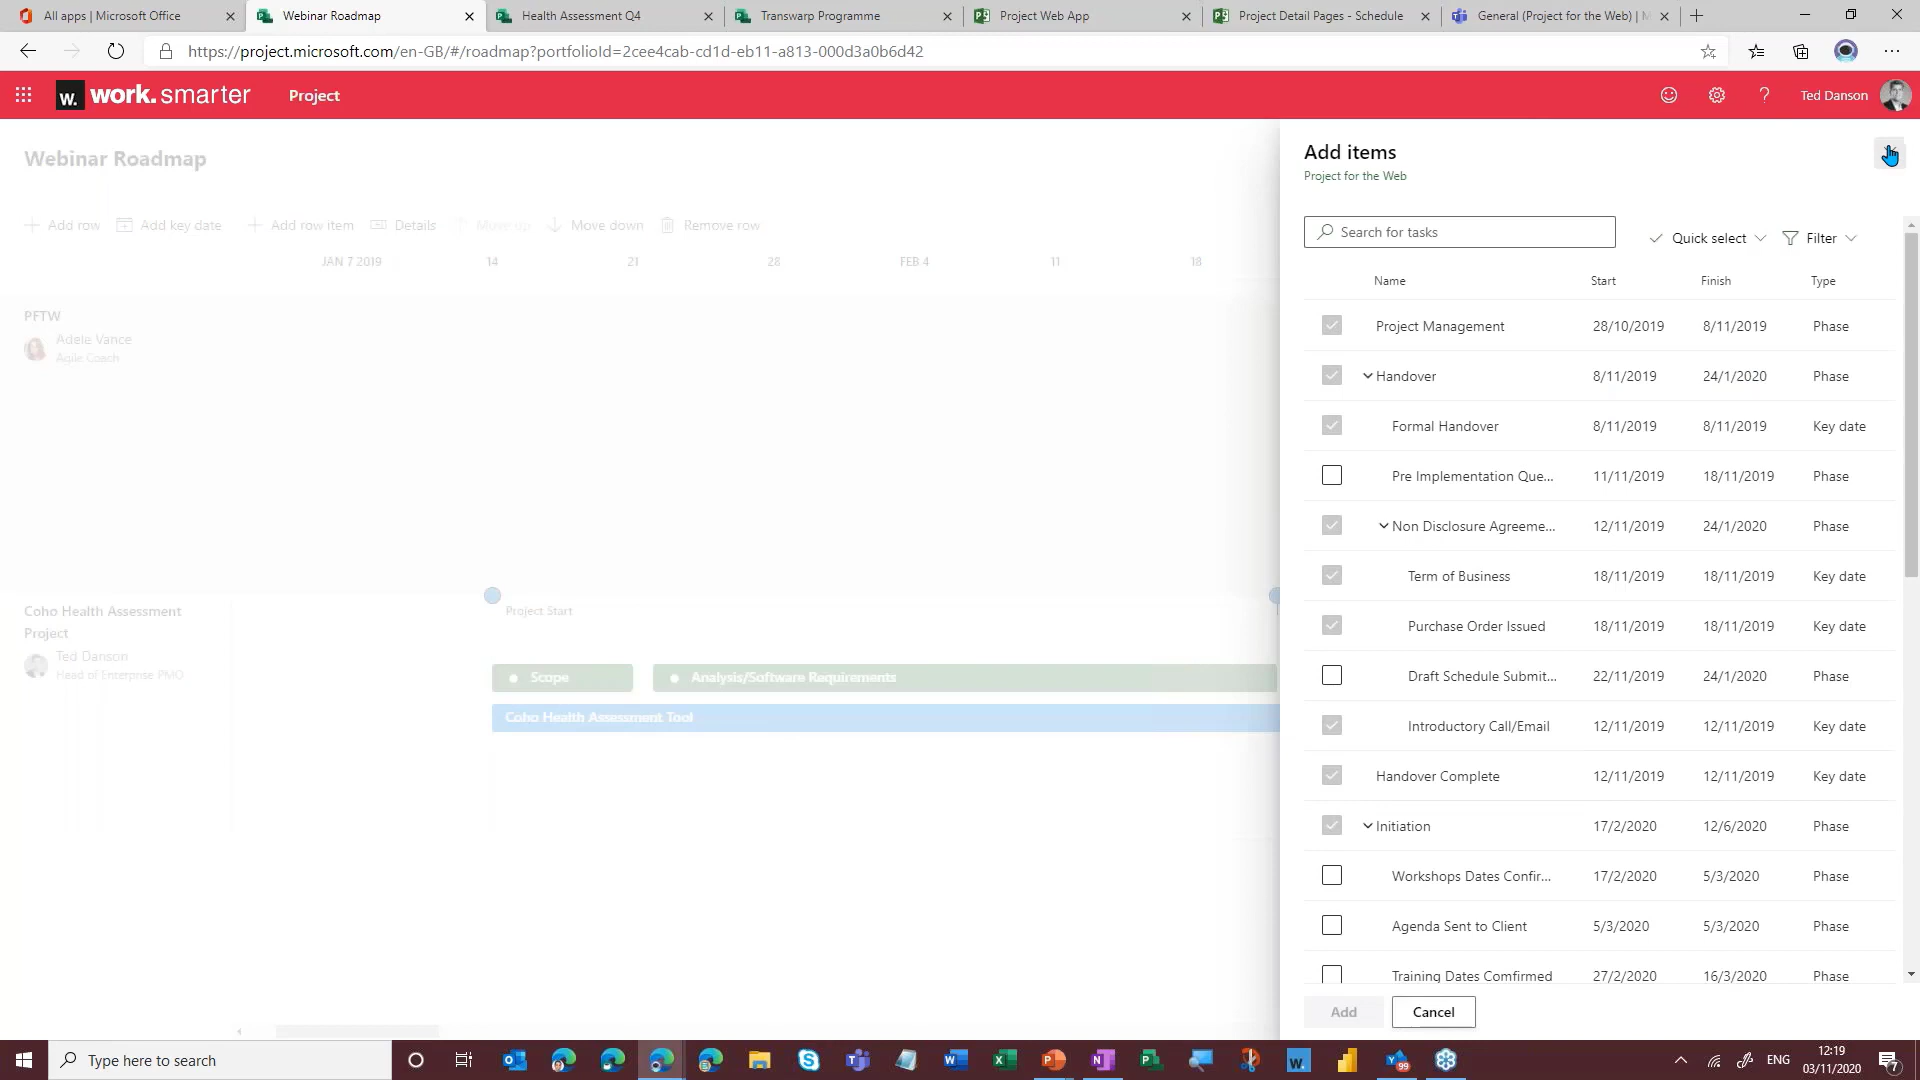 All apps | Microsoft Office
Webinar Roadmap
Health Assessment Q4
Transwarp Programme
Project Web App
Project Detail Pages - Schedule
General (Project for the Web) | M
https://project.microsoft.com/en-GB/#/roadmap?portfolioId=2cee4cab-cd1d-eb11-a813-000d3a0b6d42
w. work.smarter
Project
Ted Danson
Webinar Roadmap
Add row
Add key date
Add row item
Details
Move up
Move down
Remove row
JAN 7 2019
14
21
28
FEB 4
11
18
PFTW
Adele Vance
Agile Coach
Coho Health Assessment
Project
Ted Danson
Head of Enterprise PMO
Project Start
Scope
Analysis/Software Requirements
Coho Health Assessment Tool
Add items
Project for the Web
Search for tasks
Quick select
Filter
Name Start Finish Type
Project Management 28/10/2019 8/11/2019 Phase
Handover 8/11/2019 24/1/2020 Phase
Formal Handover 8/11/2019 8/11/2019 Key date
Pre Implementation Que... 11/11/2019 18/11/2019 Phase
Non Disclosure Agreeme... 12/11/2019 24/1/2020 Phase
Term of Business 18/11/2019 18/11/2019 Key date
Purchase Order Issued 18/11/2019 18/11/2019 Key date
Draft Schedule Submit... 22/11/2019 24/1/2020 Phase
Introductory Call/Email 12/11/2019 12/11/2019 Key date
Handover Complete 12/11/2019 12/11/2019 Key date
Initiation 17/2/2020 12/6/2020 Phase
Workshops Dates Confir... 17/2/2020 5/3/2020 Phase
Agenda Sent to Client 5/3/2020 5/3/2020 Phase
Training Dates Comfirmed 27/2/2020 16/3/2020 Phase
Add
Cancel
Type here to search
99
ENG
12:19
03/11/2020
7